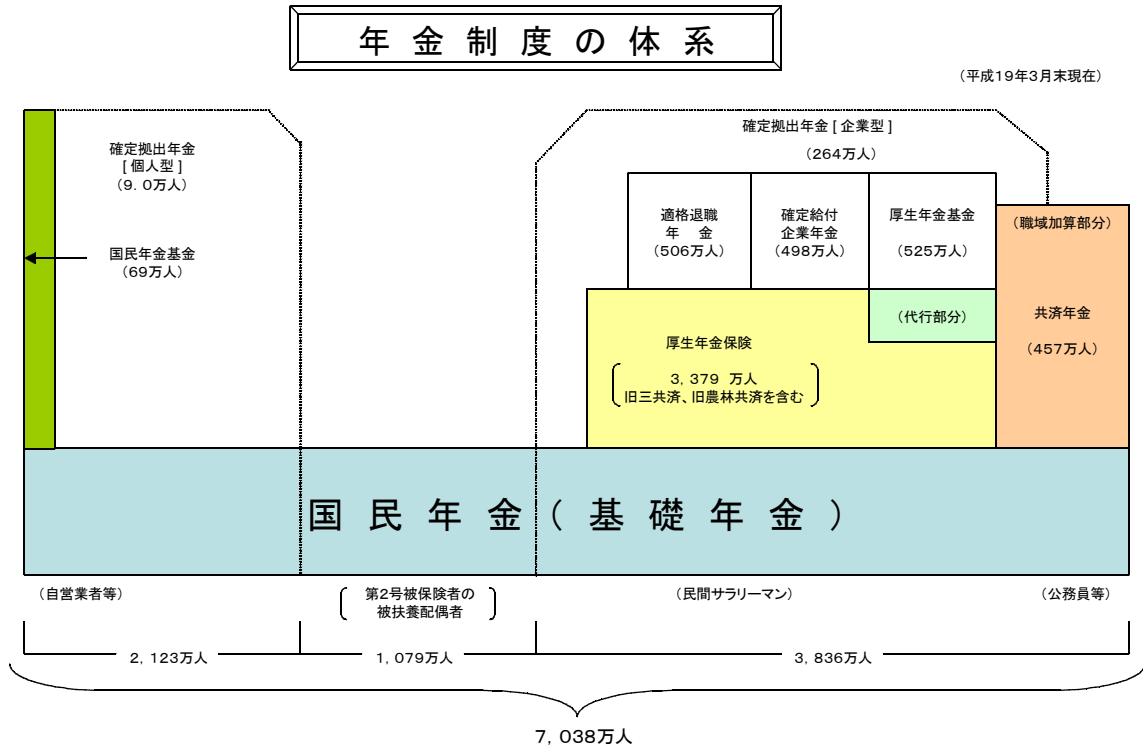 年金制度の体系
（平成19年3月末現在）
確定拠出年金
[ 個人型 ]
（9．0万人）
国民年金基金
（69万人）
確定拠出年金 [ 企業型 ]
（264万人）
適格退職
年　金
（506万人）
確定給付
企業年金
（498万人）
厚生年金基金
（525万人）
（代行部分）
（職域加算部分）
共済年金
（457万人）
厚生年金保険
3，379 万人
旧三共済、旧農林共済を含む
国民年金（基礎年金）
（自営業者等）
第2号被保険者の
被扶養配偶者
（民間サラリーマン）
（公務員等）
2，123万人
1，079万人
3，836万人
7，038万人